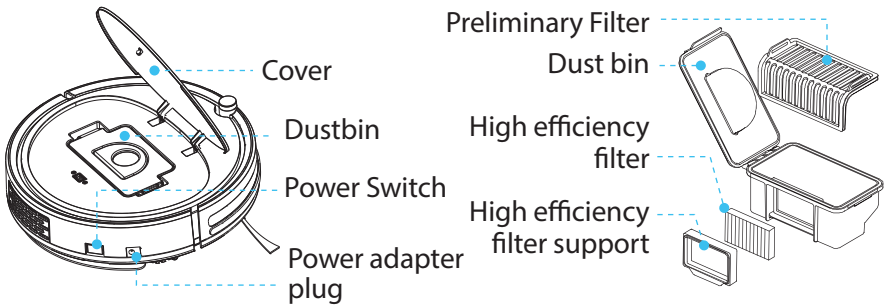 Cover
Dustbin
Power Switch
Power adapter
plug
Preliminary Filter
Dust bin
High efficiency
filter
High efficiency
filter support